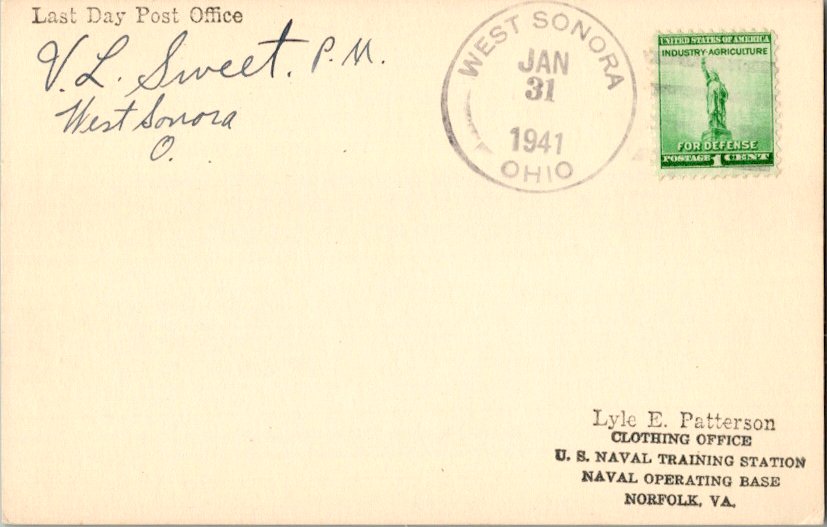 Last Day Post Office
V. L. Sweet. P. M.
West Sonora
O.
WEST SONORA
JAN
31
1941
OHIO
UNITED STATES OF AMERICA
INDUSTRY-AGRICULTURE
FOR DEFENSE
POSTAGE 1 CENT
Lyle E. Patterson
CLOTHING OFFICE
U. S. NAVAL TRAINING STATION
NAVAL OPERATING BASE
NORFOLK, VA.